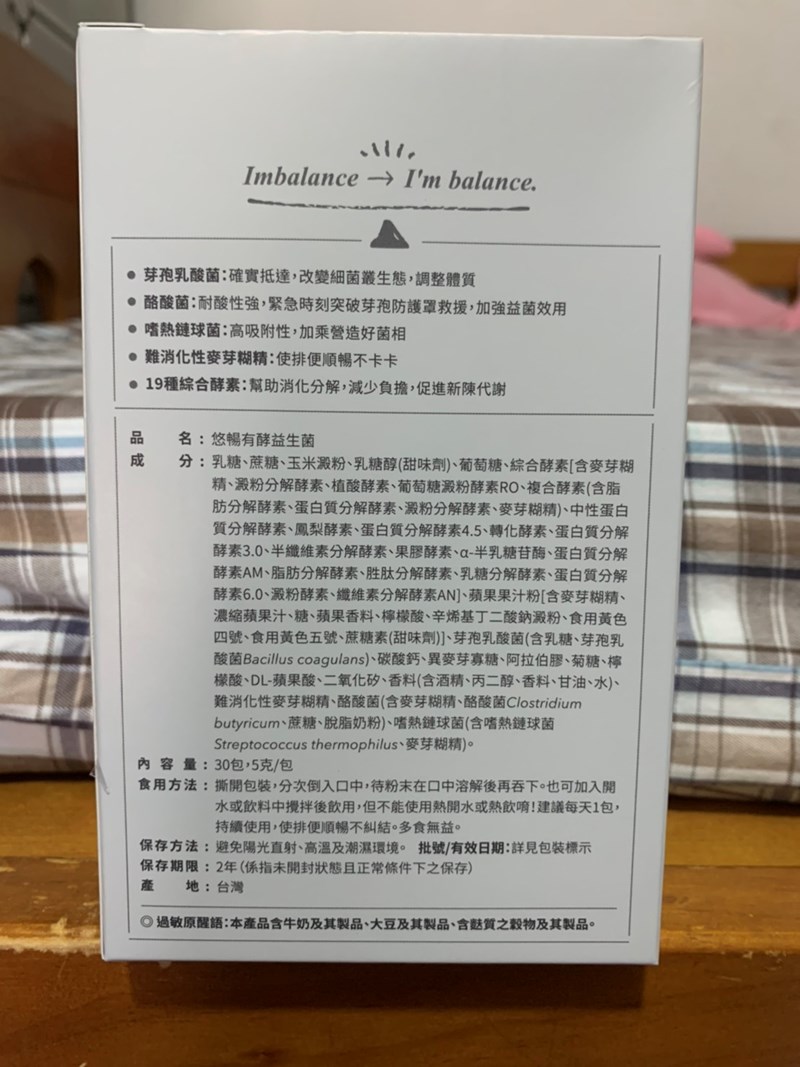 Imbalance → I'm balance.
● 芽孢乳酸菌：確實抵達，改變細菌叢生態，調整體質
● 酪酸菌：耐酸性強，緊急時刻突破芽孢防護罩救援，加強益菌效用
● 嗜熱鏈球菌：高吸附性，加乘營造好菌相
● 難消化性麥芽糊精：使排便順暢不卡卡
● 19種綜合酵素：幫助消化分解，減少負擔，促進新陳代謝
品　　名：悠暢有酵益生菌
成　　分：乳糖、蔗糖、玉米澱粉、乳糖醇(甜味劑)、葡萄糖、綜合酵素[含麥芽糊
精、澱粉分解酵素、植酸酵素、葡萄糖澱粉酵素RO、複合酵素(含脂
肪分解酵素、蛋白質分解酵素、澱粉分解酵素、麥芽糊精)、中性蛋白
質分解酵素、鳳梨酵素、蛋白質分解酵素4.5、轉化酵素、蛋白質分解
酵素3.0、半纖維素分解酵素、果膠酵素、α-半乳糖苷酶、蛋白質分解
酵素AM、脂肪分解酵素、胜肽分解酵素、乳糖分解酵素、蛋白質分解
酵素6.0、澱粉酵素、纖維素分解酵素AN]、蘋果果汁粉[含麥芽糊精、
濃縮蘋果汁、糖、蘋果香料、檸檬酸、辛烯基丁二酸鈉澱粉、食用黃色
四號、食用黃色五號、蔗糖素(甜味劑)]、芽孢乳酸菌(含乳糖、芽孢乳
酸菌Bacillus coagulans)、碳酸鈣、異麥芽寡糖、阿拉伯膠、菊糖、檸
檬酸、DL-蘋果酸、二氧化矽、香料(含酒精、丙二醇、香料、甘油、水)、
難消化性麥芽糊精、酪酸菌(含麥芽糊精、酪酸菌Clostridium
butyricum、蔗糖、脫脂奶粉)、嗜熱鏈球菌(含嗜熱鏈球菌
Streptococcus thermophilus、麥芽糊精)。
內 容 量：30包，5克/包
食用方法：撕開包裝，分次倒入口中，待粉末在口中溶解後再吞下。也可加入開
水或飲料中攪拌後飲用，但不能使用熱開水或熱飲唷！建議每天1包，
持續使用，使排便順暢不糾結。多食無益。
保存方法：避免陽光直射、高溫及潮濕環境。 批號/有效日期：詳見包裝標示
保存期限：2年（係指未開封狀態且正常條件下之保存）
產　　地：台灣
◎ 過敏原醒語：本產品含牛奶及其製品、大豆及其製品、含麩質之穀物及其製品。